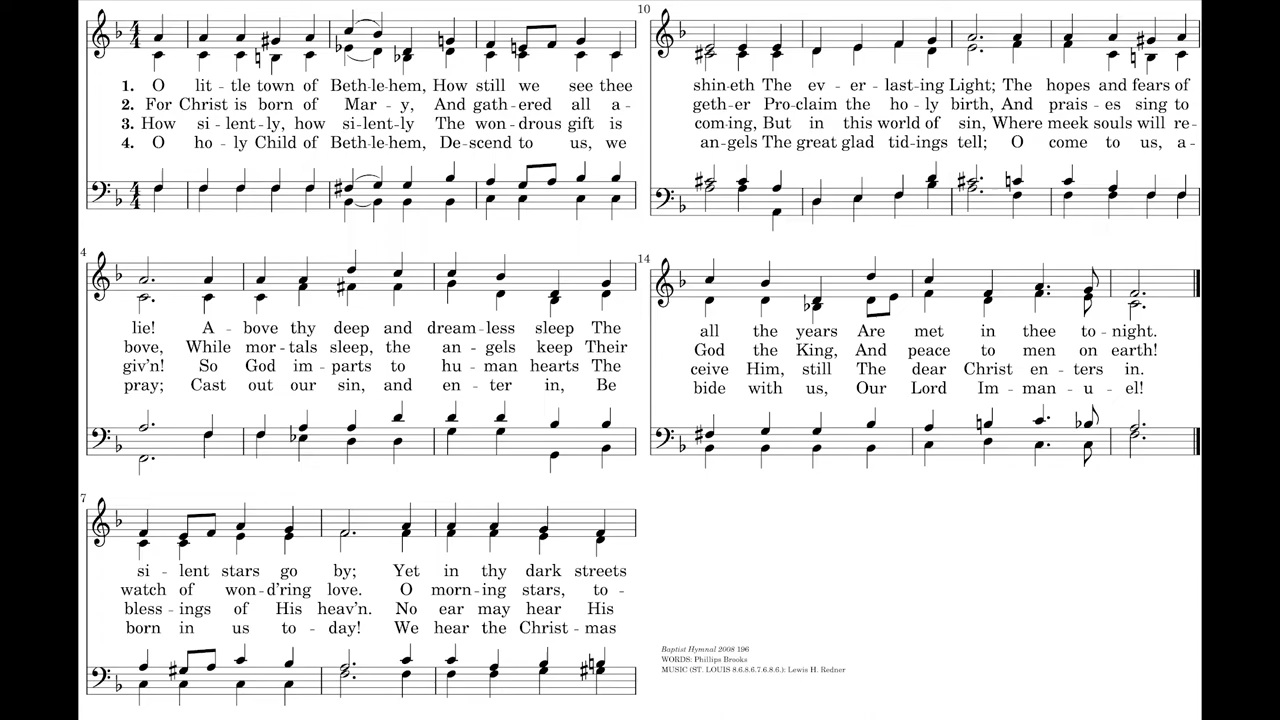 1. O lit-tle town of Beth-le-hem, How still we see thee
2. For Christ is born of Mar-y, And gath-ered all a-
3. How si-lent-ly, how si-lent-ly The won-drous gift is
4. O ho-ly Child of Beth-le-hem, De-scend to us, we
4
lie! A-bove thy deep and dream-less sleep The
bove, While mor-tals sleep, the an-gels keep Their
giv'n! So God im-parts to hu-man hearts The
pray; Cast out our sin, and en-ter in, Be
7
si-lent stars go by; Yet in thy dark streets
watch of won-d'ring love. O morn-ing stars, to-
bless-ings of His heav'n. No ear may hear His
born in us to-day! We hear the Christ-mas
10
shin-eth The ev-er-last-ing Light; The hopes and fears of
geth-er Pro-claim the ho-ly birth, And prais-es sing to
com-ing, But in this world of sin, Where meek souls will re-
an-gels The great glad tid-ings tell; O come to us, a-
14
all the years Are met in thee to-night.
God the King, And peace to men on earth!
ceive Him, still The dear Christ en-ters in.
bide with us, Our Lord Im-man-u-el!
Baptist Hymnal 2008 196
WORDS: Phillips Brooks
MUSIC (ST. LOUIS 8.6.8.6.7.6.8.6.): Lewis H. Redner